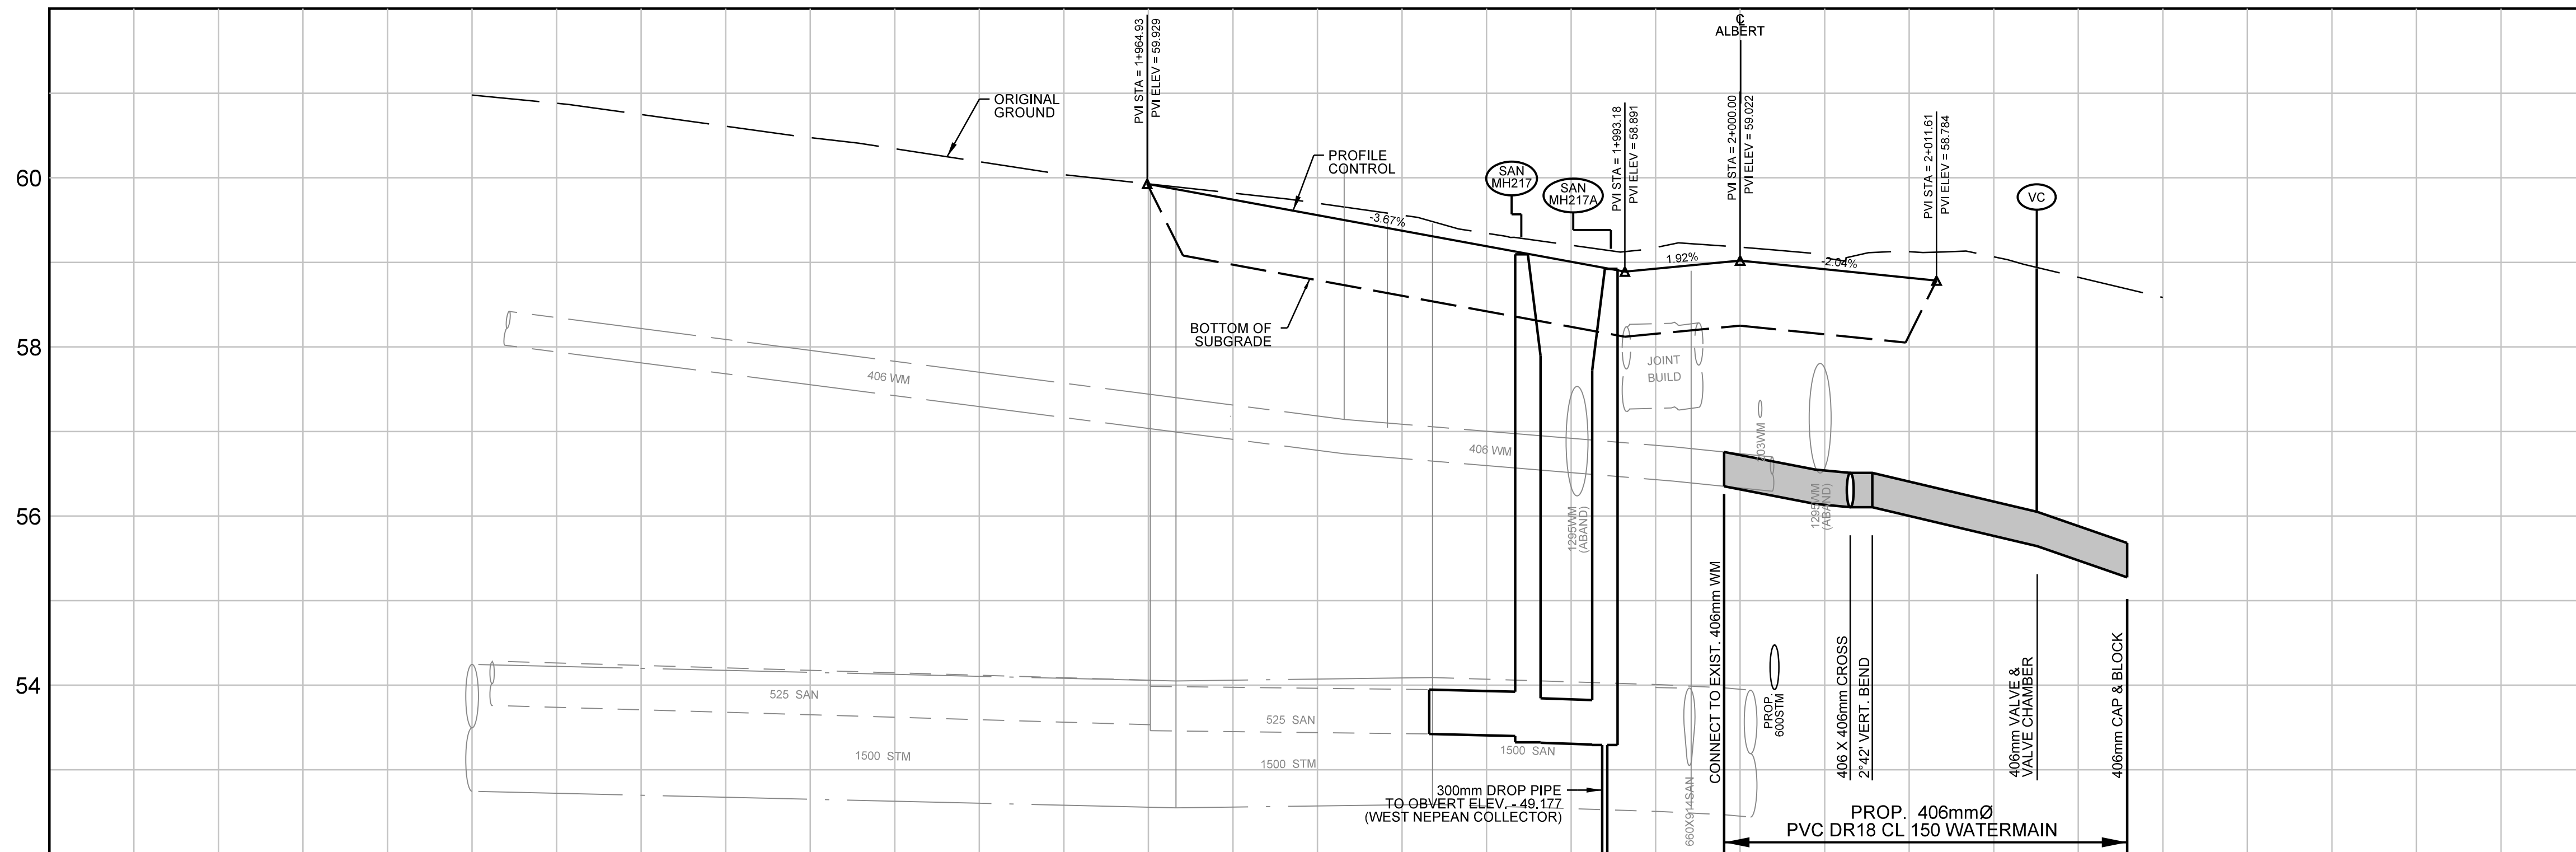 ℄
ALBERT
PVI STA = 1+964.93
PVI ELEV = 59.929
ORIGINAL
GROUND
PROFILE
CONTROL
-3.67%
SAN
MH217
SAN
MH217A
PVI STA = 1+993.18
PVI ELEV = 58.891
PVI STA = 2+000.00
PVI ELEV = 59.022
PVI STA = 2+011.61
PVI ELEV = 58.784
VC
1.92%
-2.04%
60
58
56
54
BOTTOM OF
SUBGRADE
JOINT
BUILD
406 WM
406 WM
203WM
1295WM
(ABAND)
1295WM
(ABAND)
525 SAN
525 SAN
1500 STM
1500 STM
1500 SAN
660X914SAN
300mm DROP PIPE
TO OBVERT ELEV. - 49.177
(WEST NEPEAN COLLECTOR)
CONNECT TO EXIST. 406mm WM
PROP.
600STM
406 X 406mm CROSS
2°42' VERT. BEND
406mm VALVE &
VALVE CHAMBER
406mm CAP & BLOCK
PROP. 406mmØ
PVC DR18 CL 150 WATERMAIN